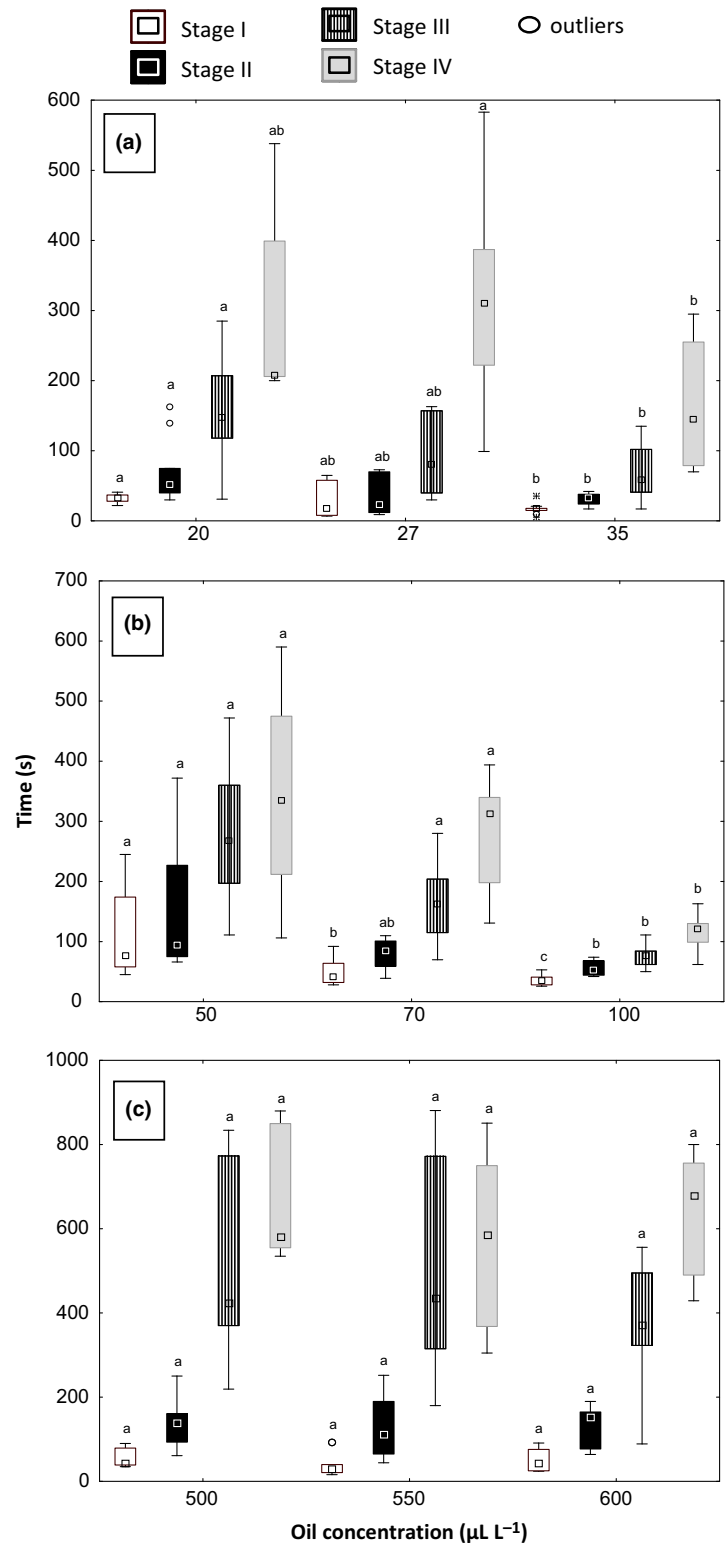 Stage I Stage III outliers
Stage II Stage IV
(a)
600
500
400
300
200
100
0
a a a ab ab ab ab a b b b b
20 27 35
(b)
700
600
500
400
300
200
100
0
a a a a b ab a a c b b b
50 70 100
Time (s)
(c)
1000
800
600
400
200
0
a a a a a a a a a a a a
500 550 600
Oil concentration (µL L⁻¹)